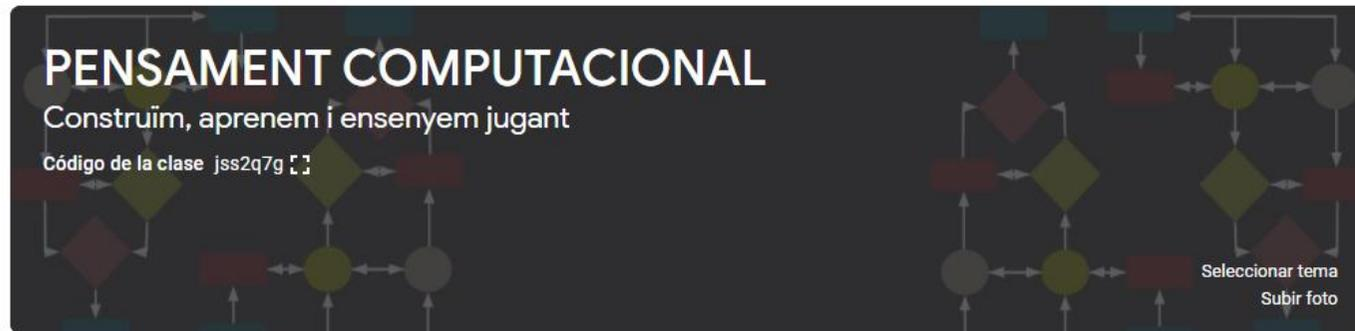 PENSAMENT COMPUTACIONAL
Construïm, aprenem i ensenyem jugant
Código de la clase jss2q7g
Seleccionar tema
Subir foto